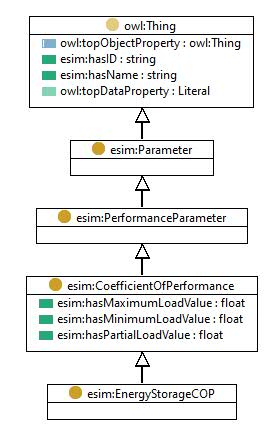 owl:Thing
owl:topObjectProperty : owl:Thing
esim:hasID : string
esim:hasName : string
owl:topDataProperty : Literal
esim:Parameter
esim:PerformanceParameter
esim:CoefficientOfPerformance
esim:hasMaximumLoadValue : float
esim:hasMinimumLoadValue : float
esim:hasPartialLoadValue : float
esim:EnergyStorageCOP